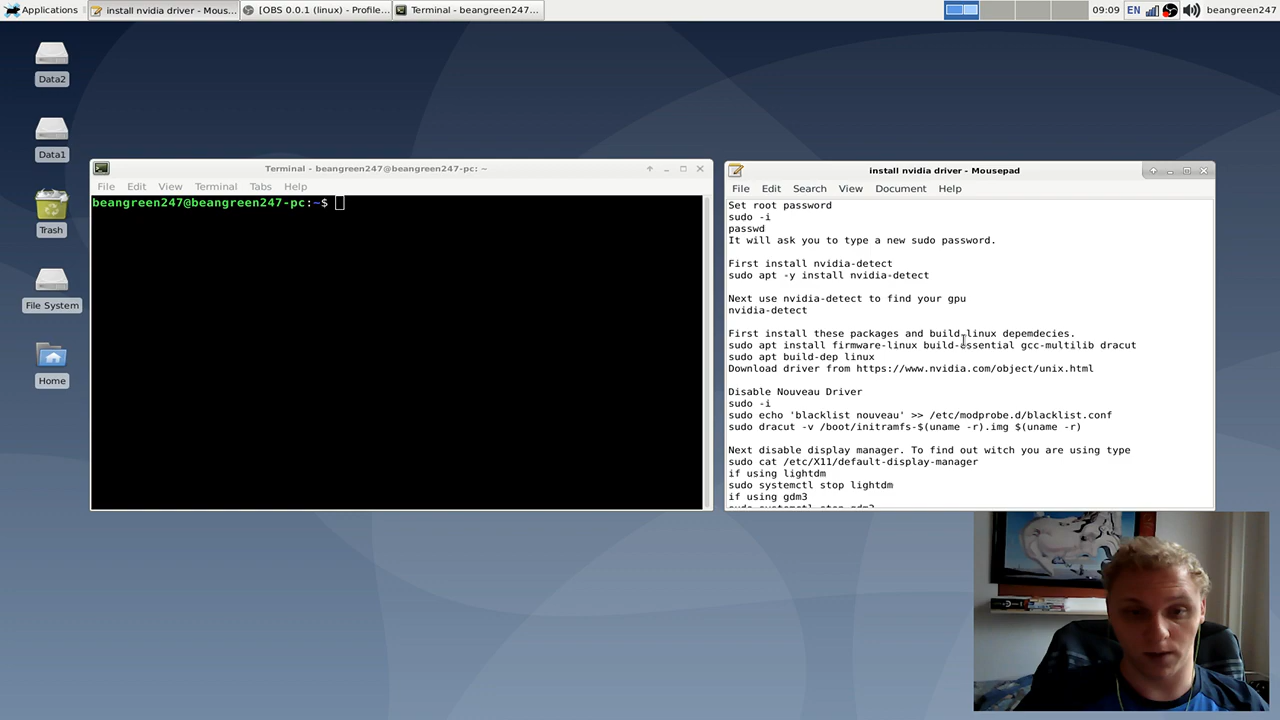 Applications
install nvidia driver - Mous...
[OBS 0.0.1 (linux) - Profile...
Terminal - beangreen247...
09:09
EN
beangreen247
Data2
Data1
Trash
File System
Home
Terminal - beangreen247@beangreen247-pc: ~
File Edit View Terminal Tabs Help
beangreen247@beangreen247-pc:~$
install nvidia driver - Mousepad
File Edit Search View Document Help
Set root password
sudo -i
passwd
It will ask you to type a new sudo password.
First install nvidia-detect
sudo apt -y install nvidia-detect
Next use nvidia-detect to find your gpu
nvidia-detect
First install these packages and build-linux depemdecies.
sudo apt install firmware-linux build-essential gcc-multilib dracut
sudo apt build-dep linux
Download driver from https://www.nvidia.com/object/unix.html
Disable Nouveau Driver
sudo -i
sudo echo 'blacklist nouveau' >> /etc/modprobe.d/blacklist.conf
sudo dracut -v /boot/initramfs-$(uname -r).img $(uname -r)
Next disable display manager. To find out witch you are using type
sudo cat /etc/X11/default-display-manager
if using lightdm
sudo systemctl stop lightdm
if using gdm3
sudo systemctl stop gdm3